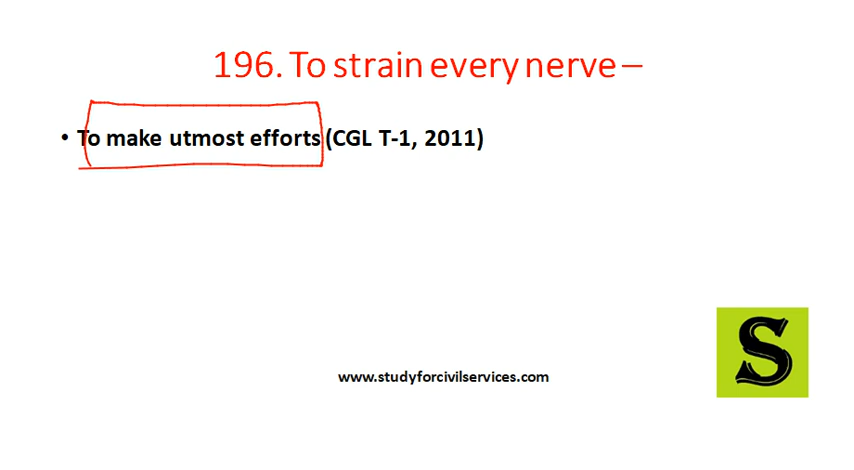 196. To strain every nerve –
• To make utmost efforts (CGL T-1, 2011)
www.studyforcivilservices.com
S